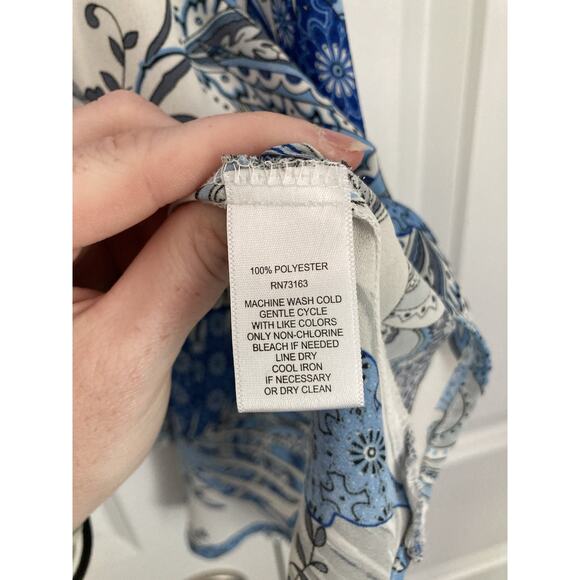 100% POLYESTER
RN73163
MACHINE WASH COLD
GENTLE CYCLE
WITH LIKE COLORS
ONLY NON-CHLORINE
BLEACH IF NEEDED
LINE DRY
COOL IRON
IF NECESSARY
OR DRY CLEAN